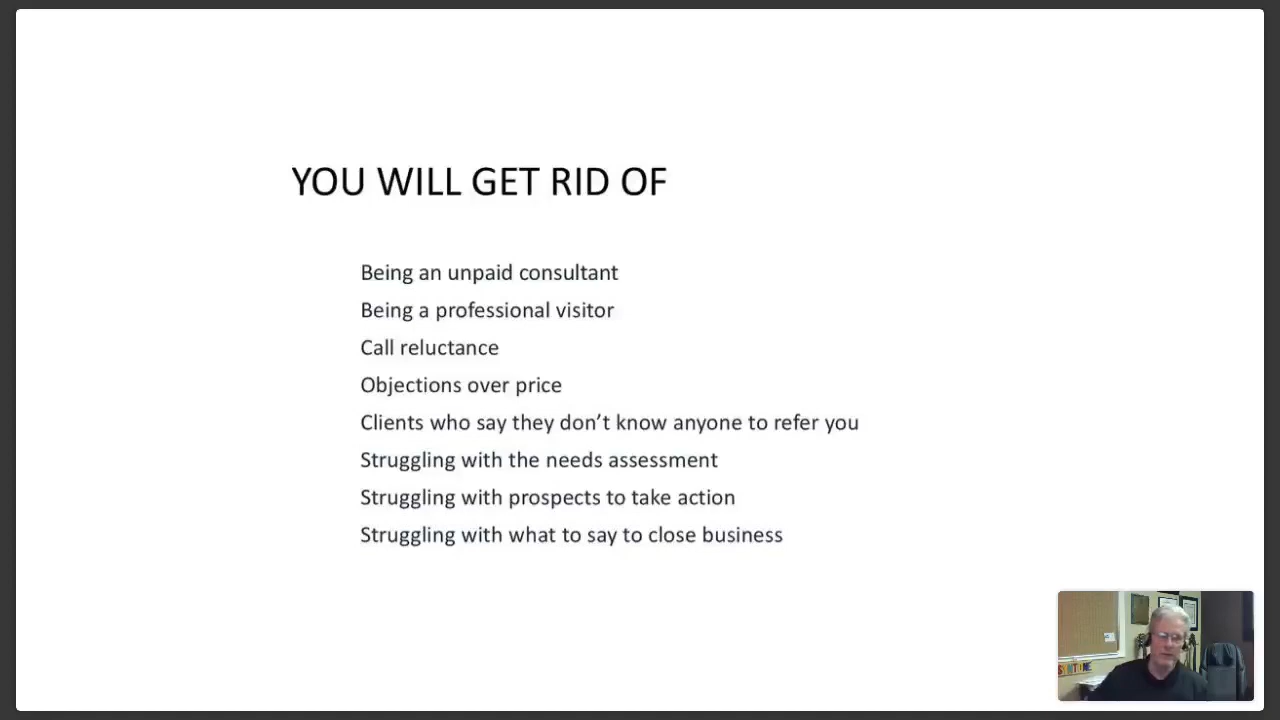 YOU WILL GET RID OF
Being an unpaid consultant
Being a professional visitor
Call reluctance
Objections over price
Clients who say they don’t know anyone to refer you
Struggling with the needs assessment
Struggling with prospects to take action
Struggling with what to say to close business